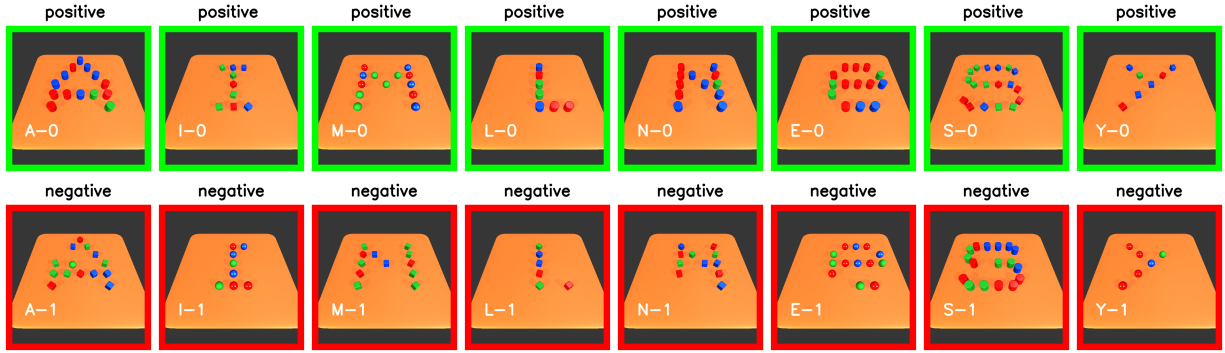 positive positive positive positive positive positive positive positive
A-0 I-0 M-0 L-0 N-0 E-0 S-0 Y-0
negative negative negative negative negative negative negative negative
A-1 I-1 M-1 L-1 N-1 E-1 S-1 Y-1